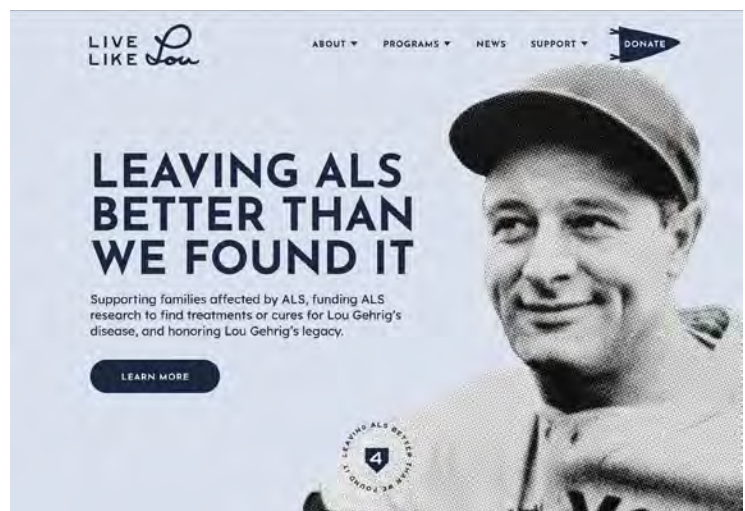 LIVE
LIKE Lou
ABOUT
PROGRAMS
NEWS
SUPPORT
DONATE
LEAVING ALS
BETTER THAN
WE FOUND IT
Supporting families affected by ALS, funding ALS
research to find treatments or cures for Lou Gehrig's
disease, and honoring Lou Gehrig's legacy.
LEARN MORE
LEAVING ALS BETTER THAN WE FOUND IT
4